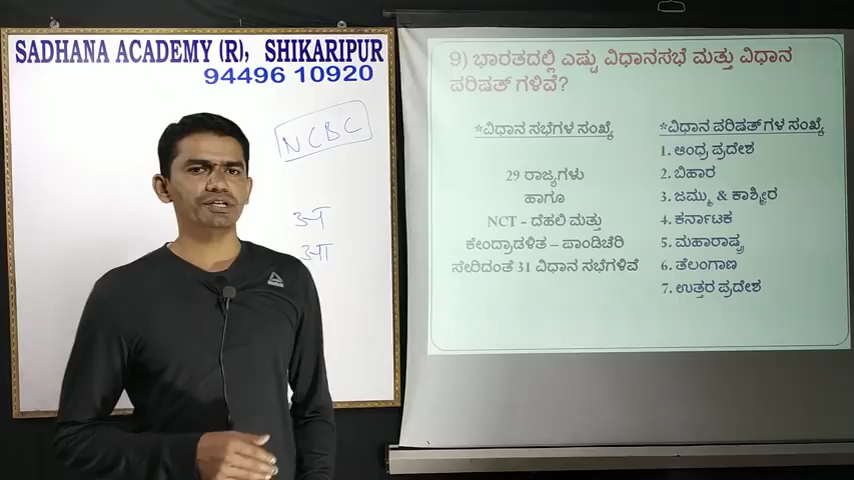 SADHANA ACADEMY (R), SHIKARIPUR
94496 10920
NCBC
9) ಭಾರತದಲ್ಲಿ ಎಷ್ಟು ವಿಧಾನಸಭೆ ಮತ್ತು ವಿಧಾನ
ಪರಿಷತ್ ಗಳಿವೆ?
*ವಿಧಾನ ಸಭೆಗಳ ಸಂಖ್ಯೆ
29 ರಾಜ್ಯಗಳು
ಹಾಗೂ
NCT - ದೆಹಲಿ ಮತ್ತು
ಕೇಂದ್ರಾಡಳಿತ – ಪಾಂಡಿಚೆರಿ
ಸೇರಿದಂತೆ 31 ವಿಧಾನ ಸಭೆಗಳಿವೆ
*ವಿಧಾನ ಪರಿಷತ್ ಗಳ ಸಂಖ್ಯೆ
1. ಆಂಧ್ರ ಪ್ರದೇಶ
2. ಬಿಹಾರ
3. ಜಮ್ಮು & ಕಾಶ್ಮೀರ
4. ಕರ್ನಾಟಕ
5. ಮಹಾರಾಷ್ಟ್ರ
6. ತೆಲಂಗಾಣ
7. ಉತ್ತರ ಪ್ರದೇಶ